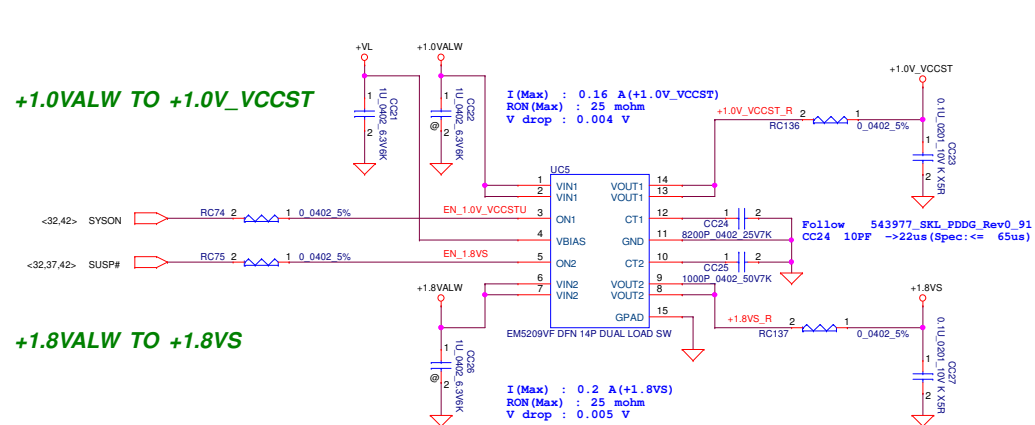 +VL
+1.0VALW
+1.0V_VCCST
+1.0VALW TO +1.0V_VCCST
1
2
CC21
1U_0402_6.3V6K
1
@
2
CC22
1U_0402_6.3V6K
I(Max) : 0.16 A(+1.0V_VCCST)
RON(Max) : 25 mohm
V drop : 0.004 V
+1.0V_VCCST_R
2
1
RC136
0_0402_5%
1
2
CC23
0.1U_0201_10V K X5R
UC5
1
VIN1
2
VIN1
3
ON1
4
VBIAS
5
ON2
6
VIN2
7
VIN2
VOUT1
14
VOUT1
13
CT1
12
GND
11
CT2
10
VOUT2
9
VOUT2
8
GPAD
15
EM5209VF DFN 14P DUAL LOAD SW
<32,42>
SYSON
RC74
2
1
0_0402_5%
EN_1.0V_VCCSTU
<32,37,42>
SUSP#
RC75
2
1
0_0402_5%
EN_1.8VS
CC24
1
2
8200P_0402_25V7K
CC25
1
2
1000P_0402_50V7K
Follow 543977_SKL_PDDG_Rev0_91
CC24 10PF ->22us(Spec:<= 65us)
+1.8VALW
+1.8VS
+1.8VALW TO +1.8VS
1
@
2
CC26
1U_0402_6.3V6K
+1.8VS_R
2
1
RC137
0_0402_5%
1
2
CC27
0.1U_0201_10V K X5R
I(Max) : 0.2 A(+1.8VS)
RON(Max) : 25 mohm
V drop : 0.005 V